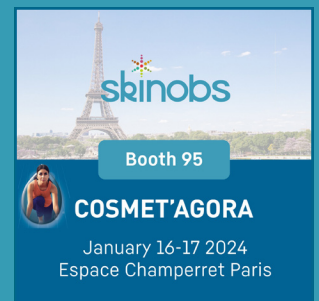 skinobs
Booth 95
COSMET'AGORA
January 16-17 2024
Espace Champerret Paris